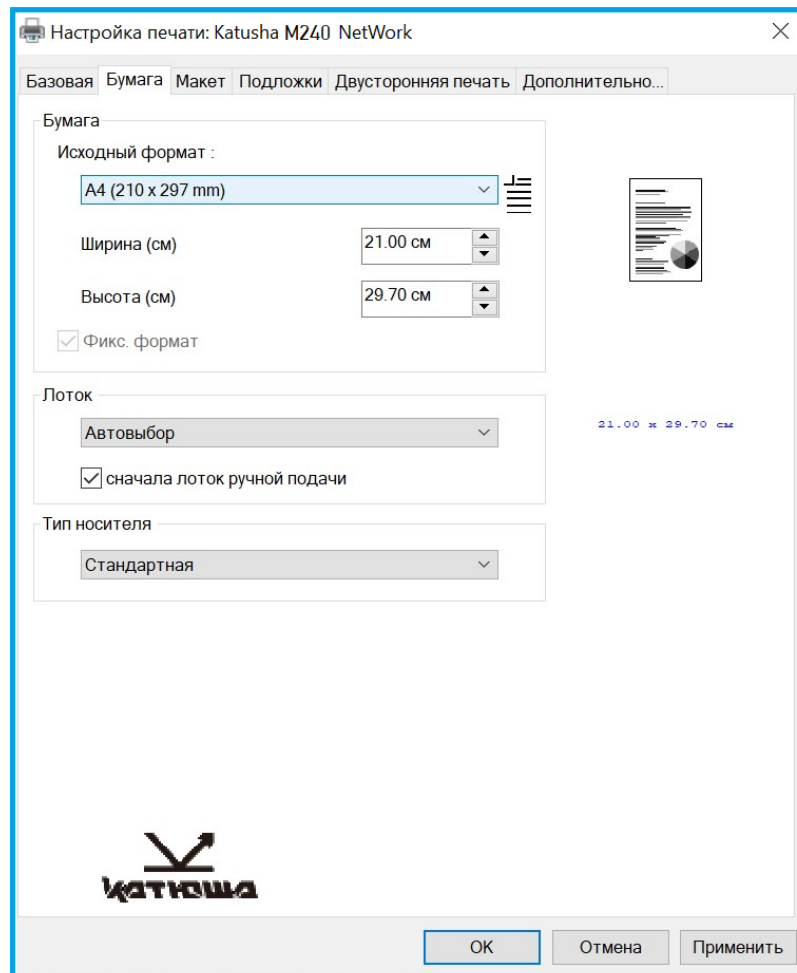 Настройка печати: Katusha M240 NetWork
Базовая Бумага Макет Подложки Двусторонняя печать Дополнительно...
Бумага
Исходный формат :
A4 (210 x 297 mm)
Ширина (см) 21.00 см
Высота (см) 29.70 см
Фикс. формат
Лоток
Автовыбор
21.00 x 29.70 см
сначала лоток ручной подачи
Тип носителя
Стандартная
катюша
OK Отмена Применить